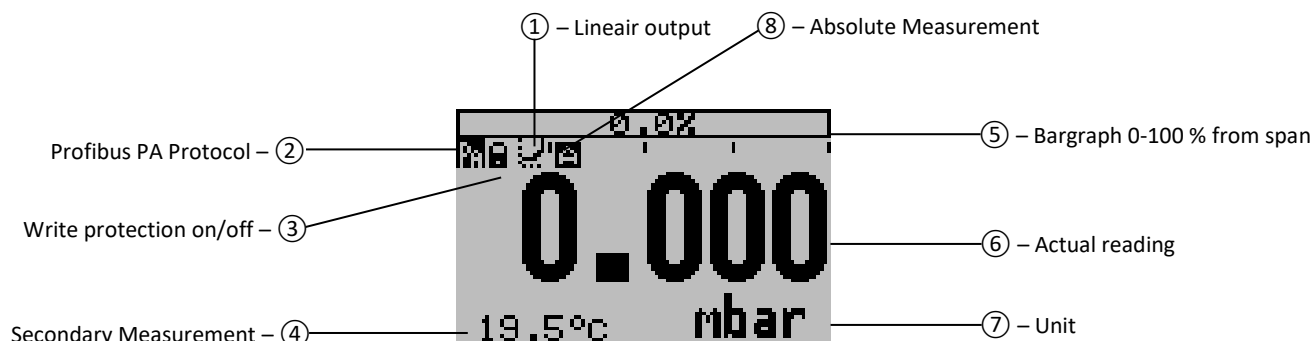 ① – Lineair output
⑧ – Absolute Measurement
0.0%
Profibus PA Protocol – ②
⑤ – Bargraph 0-100 % from span
Write protection on/off – ③
0.000
⑥ – Actual reading
Secondary Measurement – ④
19.5°C
mbar
⑦ – Unit